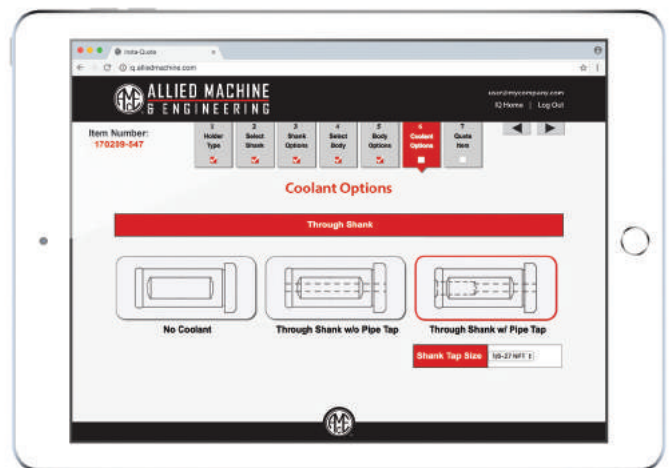 Insta-Quote
iq.alliedmachine.com
ALLIED MACHINE
& ENGINEERING
user@mycompany.com
IQ Home | Log Out
Item Number:
170209-547
1
Holder
Type
2
Select
Shank
3
Shank
Options
4
Select
Body
5
Body
Options
6
Coolant
Options
7
Quote
Item
Coolant Options
Through Shank
No Coolant
Through Shank w/o Pipe Tap
Through Shank w/ Pipe Tap
Shank Tap Size